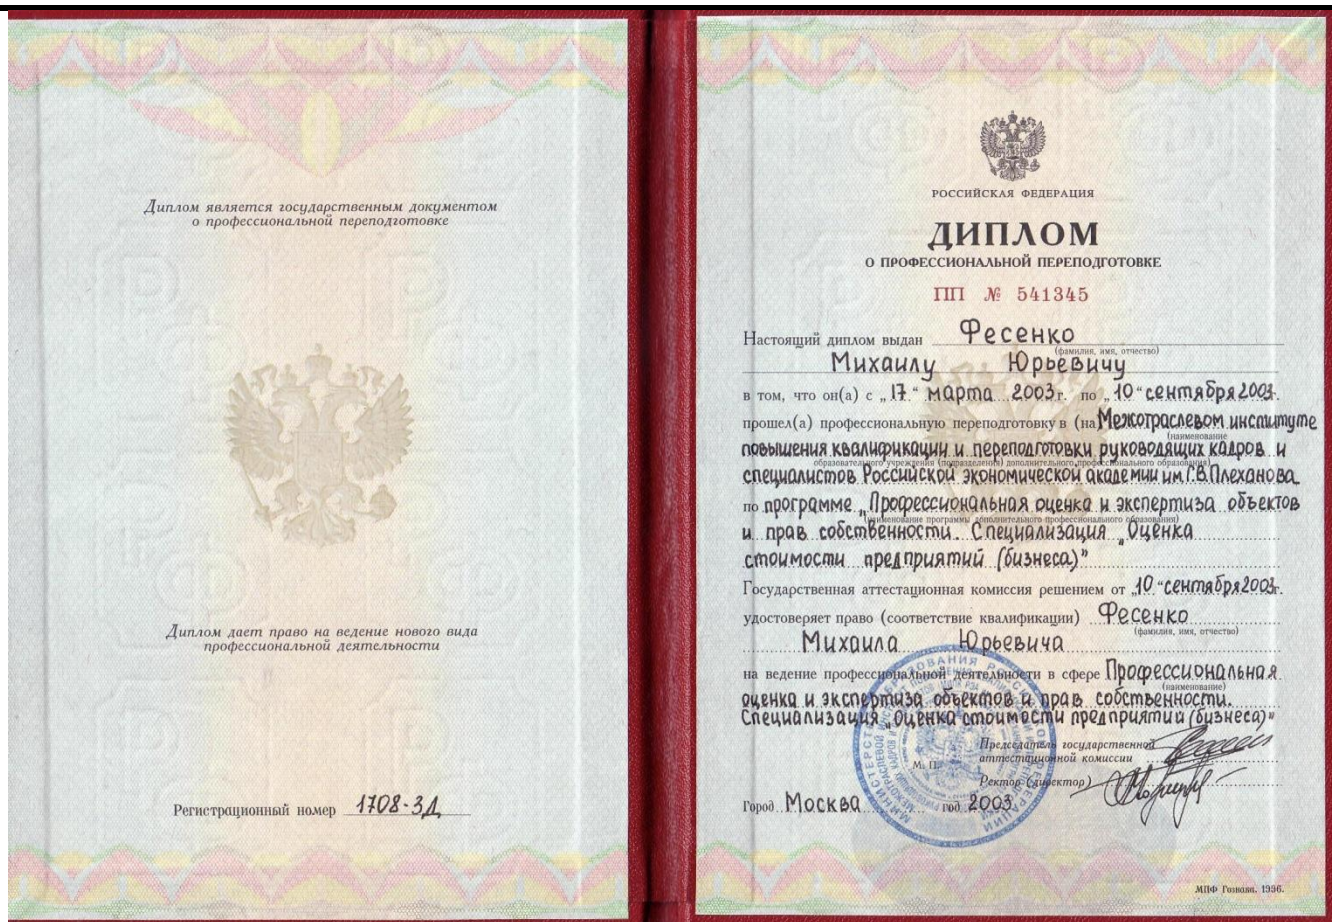 Диплом является государственным документом
о профессиональной переподготовке
Диплом дает право на ведение нового вида
профессиональной деятельности
Регистрационный номер 1708-3Д
РОССИЙСКАЯ ФЕДЕРАЦИЯ
ДИПЛОМ
О ПРОФЕССИОНАЛЬНОЙ ПЕРЕПОДГОТОВКЕ
ПП № 541345
Настоящий диплом выдан Фесенко
(фамилия, имя, отчество)
Михаилу Юрьевичу
в том, что он(а) с „17“ марта 2003 г. по „10“ сентября 2003 г.
прошел(а) профессиональную переподготовку в (на) Межотраслевом институте
(наименование
повышения квалификации и переподготовки руководящих кадров и
образовательного учреждения (подразделения) дополнительного профессионального образования)
специалистов Российской экономической академии им Г.В.Плеханова
по программе „Профессиональная оценка и экспертиза объектов
(наименование программы дополнительного профессионального образования)
и прав собственности. Специализация „Оценка
стоимости предприятий (бизнеса)"
Государственная аттестационная комиссия решением от „10“ сентября 2003 г.
удостоверяет право (соответствие квалификации) Фесенко
(фамилия, имя, отчество)
Михаила Юрьевича
на ведение профессиональной деятельности в сфере Профессиональная
(наименование)
оценка и экспертиза объектов и прав собственности.
Специализация „Оценка стоимости предприятий (бизнеса)"
Председатель государственной
аттестационной комиссии
М. П.
Ректор (директор)
Город Москва год 2003
МПФ Гознака. 1996.